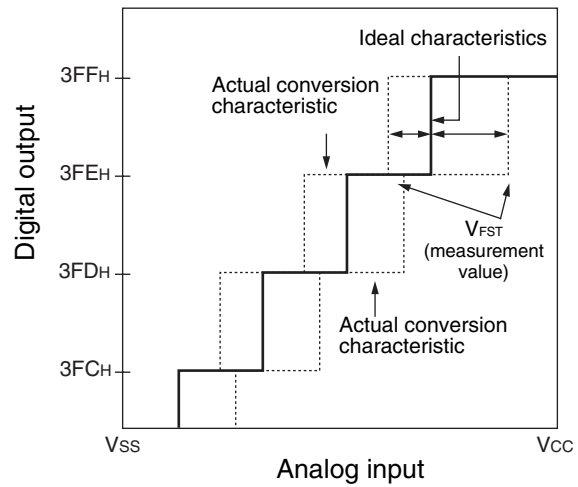 Ideal characteristics
3FFH
Actual conversion
characteristic
3FEH
VFST
(measurement
value)
3FDH
Actual conversion
characteristic
3FCH
VSS
VCC
Analog input
Digital output